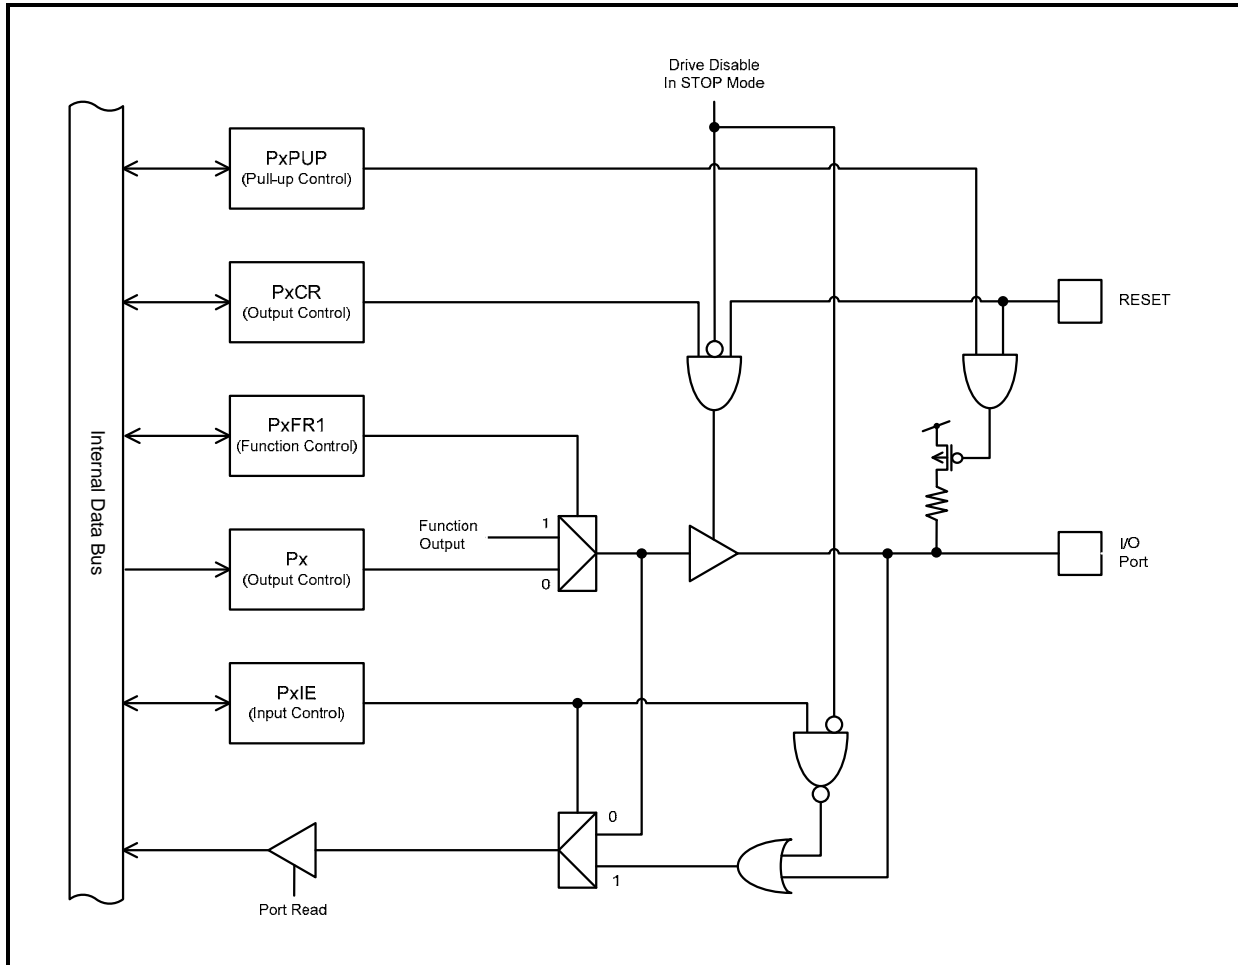 Drive Disable
In STOP Mode
PxPUP
(Pull-up Control)
PxCR
(Output Control)
RESET
PxFR1
(Function Control)
Internal Data Bus
Function
Output
1
0
Px
(Output Control)
I/O
Port
PxIE
(Input Control)
0
1
Port Read